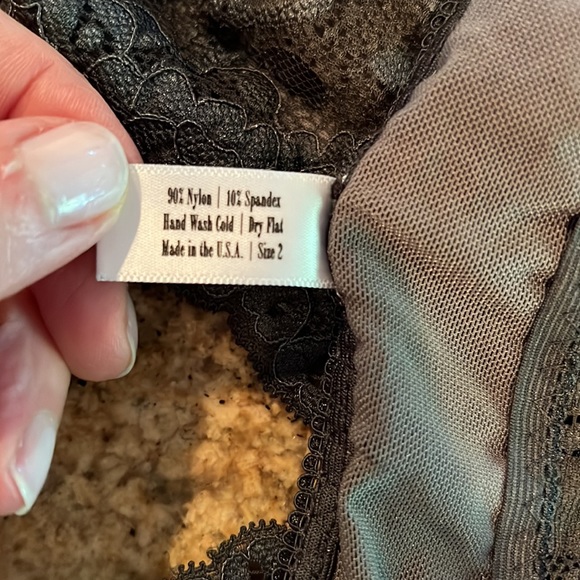 90% Nylon | 10% Spandex
Hand Wash Cold | Dry Flat
Made in the U.S.A. | Size 2